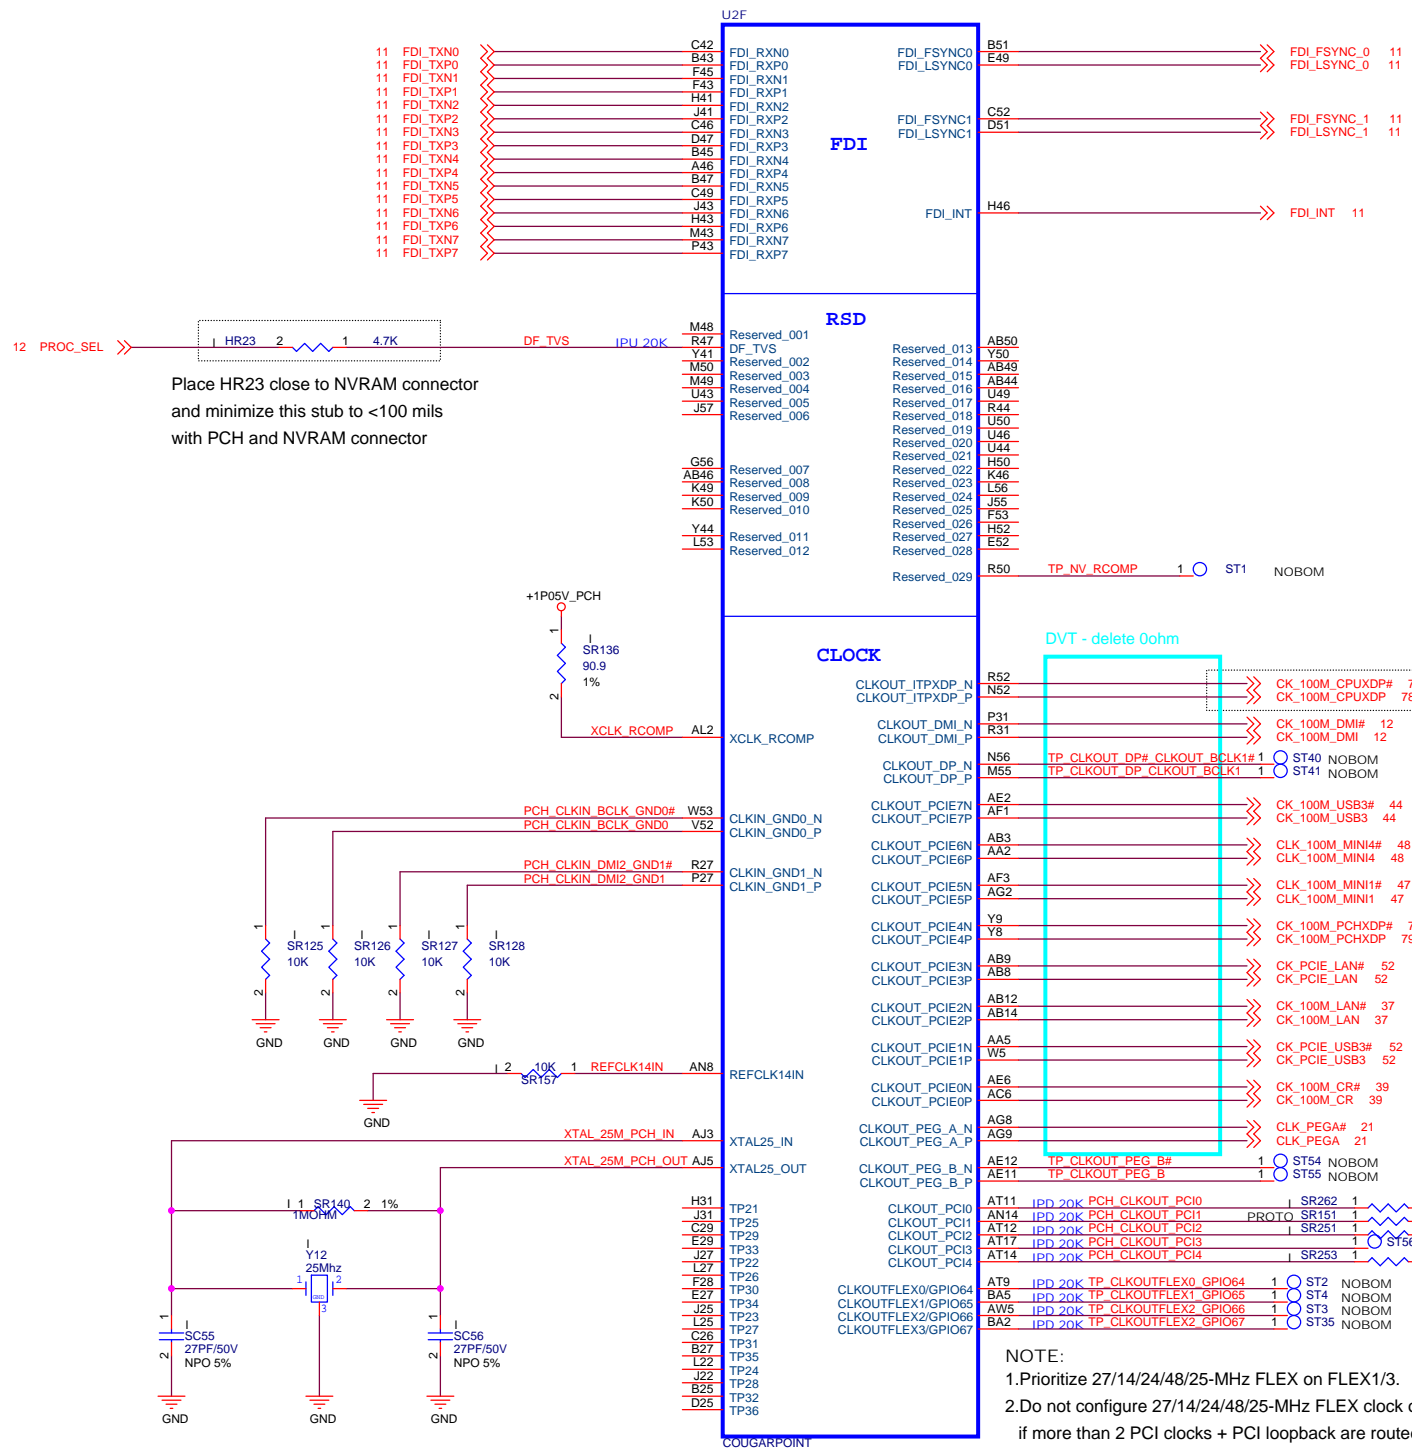 U2F
11 FDI_TXN0 C42 FDI_RXN0 FDI_FSYNC0 B51 FDI_FSYNC_0 11
11 FDI_TXP0 B43 FDI_RXP0 FDI_LSYNC0 E49 FDI_LSYNC_0 11
11 FDI_TXN1 F45 FDI_RXN1
11 FDI_TXP1 F43 FDI_RXP1
11 FDI_TXN2 H41 FDI_RXN2
11 FDI_TXP2 J41 FDI_RXP2 FDI_FSYNC1 C52 FDI_FSYNC_1 11
11 FDI_TXN3 C46 FDI_RXN3 FDI_LSYNC1 D51 FDI_LSYNC_1 11
11 FDI_TXP3 D47 FDI_RXP3 FDI
11 FDI_TXN4 B45 FDI_RXN4
11 FDI_TXP4 A46 FDI_RXP4
11 FDI_TXN5 B47 FDI_RXN5
11 FDI_TXP5 C49 FDI_RXP5
11 FDI_TXN6 J43 FDI_RXN6 FDI_INT H46 FDI_INT 11
11 FDI_TXP6 H43 FDI_RXP6
11 FDI_TXN7 M43 FDI_RXN7
11 FDI_TXP7 P43 FDI_RXP7
RSD
M48 Reserved_001
12 PROC_SEL I HR23 2 1 4.7K DF_TVS IPU 20K R47 DF_TVS Reserved_013 AB50
Y41 Reserved_002 Reserved_014 Y50
M50 Reserved_003 Reserved_015 AB49
M49 Reserved_004 Reserved_016 AB44
U43 Reserved_005 Reserved_017 U49
J57 Reserved_006 Reserved_018 R44
Place HR23 close to NVRAM connector
and minimize this stub to <100 mils
with PCH and NVRAM connector
Reserved_019 U50
Reserved_020 U46
Reserved_021 U44
G56 Reserved_007 Reserved_022 H50
AB46 Reserved_008 Reserved_023 K46
K49 Reserved_009 Reserved_024 L56
K50 Reserved_010 Reserved_025 J55
Reserved_026 F53
Y44 Reserved_011 Reserved_027 H52
L53 Reserved_012 Reserved_028 E52
Reserved_029 R50 TP_NV_RCOMP 1 ST1 NOBOM
+1P05V_PCH
1 I SR136 90.9 1% 2
DVT - delete 0ohm
CLOCK
CLKOUT_ITPXDP_N R52 CK_100M_CPUXDP# 7
CLKOUT_ITPXDP_P N52 CK_100M_CPUXDP 78
CLKOUT_DMI_N P31 CK_100M_DMI# 12
XCLK_RCOMP AL2 XCLK_RCOMP CLKOUT_DMI_P R31 CK_100M_DMI 12
CLKOUT_DP_N N56 TP_CLKOUT_DP#_CLKOUT_BCLK1# 1 ST40 NOBOM
CLKOUT_DP_P M55 TP_CLKOUT_DP_CLKOUT_BCLK1 1 ST41 NOBOM
CLKOUT_PCIE7N AE2 CK_100M_USB3# 44
PCH_CLKIN_BCLK_GND0# W53 CLKIN_GND0_N CLKOUT_PCIE7P AF1 CK_100M_USB3 44
PCH_CLKIN_BCLK_GND0 V52 CLKIN_GND0_P
CLKOUT_PCIE6N AB3 CLK_100M_MINI4# 48
CLKOUT_PCIE6P AA2 CLK_100M_MINI4 48
PCH_CLKIN_DMI2_GND1# R27 CLKIN_GND1_N
PCH_CLKIN_DMI2_GND1 P27 CLKIN_GND1_P CLKOUT_PCIE5N AF3 CLK_100M_MINI1# 47
CLKOUT_PCIE5P AG2 CLK_100M_MINI1 47
CLKOUT_PCIE4N Y9 CK_100M_PCHXDP# 7
CLKOUT_PCIE4P Y8 CK_100M_PCHXDP 79
1 1 1 1
I I I I
SR125 SR126 SR127 SR128
10K 10K 10K 10K
2 2 2 2
GND GND GND GND
CLKOUT_PCIE3N AB9 CK_PCIE_LAN# 52
CLKOUT_PCIE3P AB8 CK_PCIE_LAN 52
CLKOUT_PCIE2N AB12 CK_100M_LAN# 37
CLKOUT_PCIE2P AB14 CK_100M_LAN 37
CLKOUT_PCIE1N AA5 CK_PCIE_USB3# 52
CLKOUT_PCIE1P W5 CK_PCIE_USB3 52
I 2 10K 1 REFCLK14IN AN8 REFCLK14IN
SR157
GND
CLKOUT_PCIE0N AE6 CK_100M_CR# 39
CLKOUT_PCIE0P AC6 CK_100M_CR 39
CLKOUT_PEG_A_N AG8 CLK_PEGA# 21
XTAL_25M_PCH_IN AJ3 XTAL25_IN CLKOUT_PEG_A_P AG9 CLK_PEGA 21
XTAL_25M_PCH_OUT AJ5 XTAL25_OUT CLKOUT_PEG_B_N AE12 TP_CLKOUT_PEG_B# 1 ST54 NOBOM
CLKOUT_PEG_B_P AE11 TP_CLKOUT_PEG_B 1 ST55 NOBOM
I 1 SR140 2 1%
1MOHM
H31 TP21 CLKOUT_PCI0 AT11 IPD 20K PCH_CLKOUT_PCI0 I SR262 1
J31 TP25 CLKOUT_PCI1 AN14 IPD 20K PCH_CLKOUT_PCI1 PROTO SR151 1
C29 TP29 CLKOUT_PCI2 AT12 IPD 20K PCH_CLKOUT_PCI2 I SR251 1
E29 TP33 CLKOUT_PCI3 AT17 IPD 20K PCH_CLKOUT_PCI3 1 ST56
J27 TP22 CLKOUT_PCI4 AT14 IPD 20K PCH_CLKOUT_PCI4 I SR253 1
L27 TP26
I
Y12
25Mhz
1 GND 2
3
F28 TP30 CLKOUTFLEX0/GPIO64 AT9 IPD 20K TP_CLKOUTFLEX0_GPIO64 1 ST2 NOBOM
E27 TP34 CLKOUTFLEX1/GPIO65 BA5 IPD 20K TP_CLKOUTFLEX1_GPIO65 1 ST4 NOBOM
J25 TP23 CLKOUTFLEX2/GPIO66 AW5 IPD 20K TP_CLKOUTFLEX2_GPIO66 1 ST3 NOBOM
L25 TP27 CLKOUTFLEX3/GPIO67 BA2 IPD 20K TP_CLKOUTFLEX2_GPIO67 1 ST35 NOBOM
C26 TP31
B27 TP35
L22 TP24
J22 TP28
B25 TP32
D25 TP36
1 I SC55 1 I SC56
27PF/50V 27PF/50V
2 NPO 5% 2 NPO 5%
GND GND GND
NOTE:
1.Prioritize 27/14/24/48/25-MHz FLEX on FLEX1/3.
2.Do not configure 27/14/24/48/25-MHz FLEX clock
if more than 2 PCI clocks + PCI loopback are route
COUGARPOINT